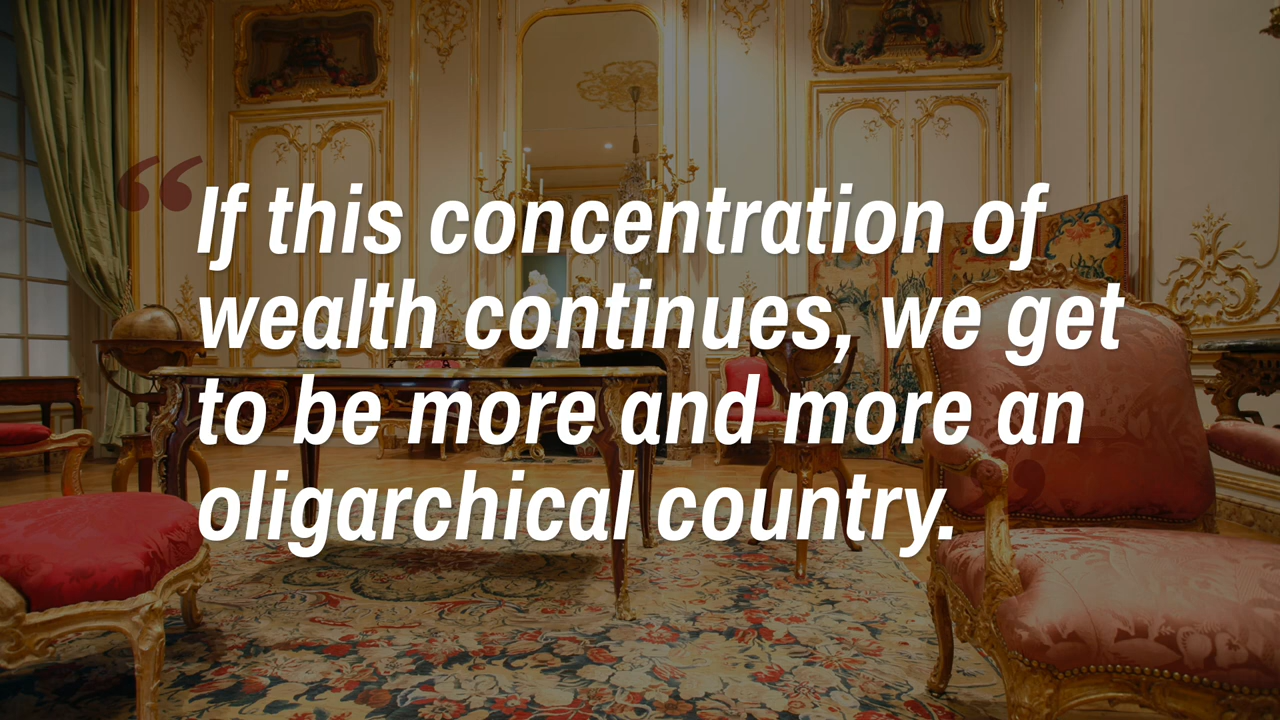 “If this concentration of
wealth continues, we get
to be more and more an
oligarchical country.”